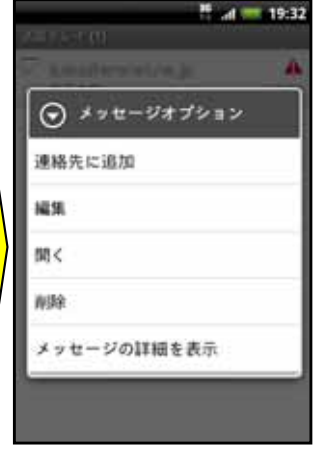 19:32
メッセージオプション
連絡先に追加
編集
開く
削除
メッセージの詳細を表示